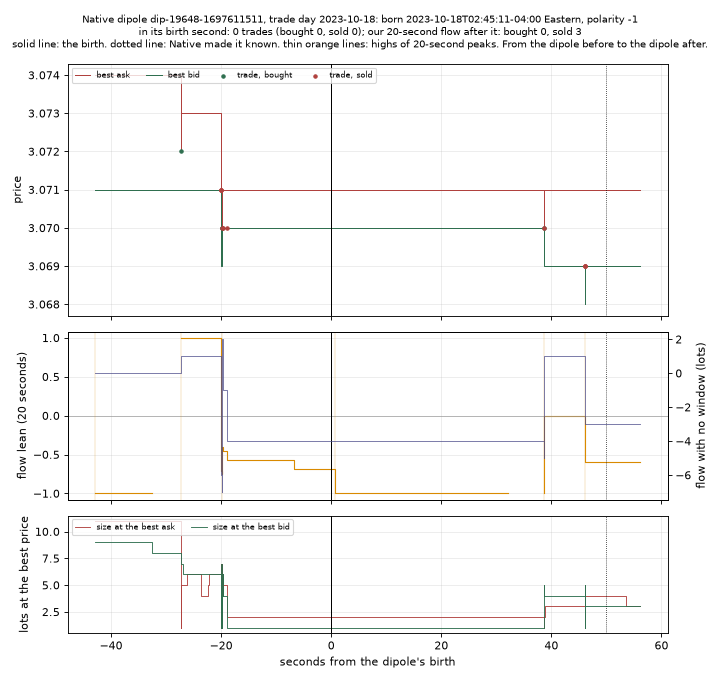 Native dipole dip-19648-1697611511, trade day 2023-10-18: born 2023-10-18T02:45:11-04:00 Eastern, polarity -1
in its birth second: 0 trades (bought 0, sold 0); our 20-second flow after it: bought 0, sold 3
solid line: the birth. dotted line: Native made it known. thin orange lines: highs of 20-second peaks. From the dipole before to the dipole after.
best ask
best bid
trade, bought
trade, sold
3.074
3.073
3.072
3.071
3.070
3.069
3.068
price
1.0
0.5
0.0
−0.5
−1.0
flow lean (20 seconds)
2
0
−2
−4
−6
flow with no window (lots)
size at the best ask
size at the best bid
10.0
7.5
5.0
2.5
lots at the best price
−40
−20
0
20
40
60
seconds from the dipole's birth